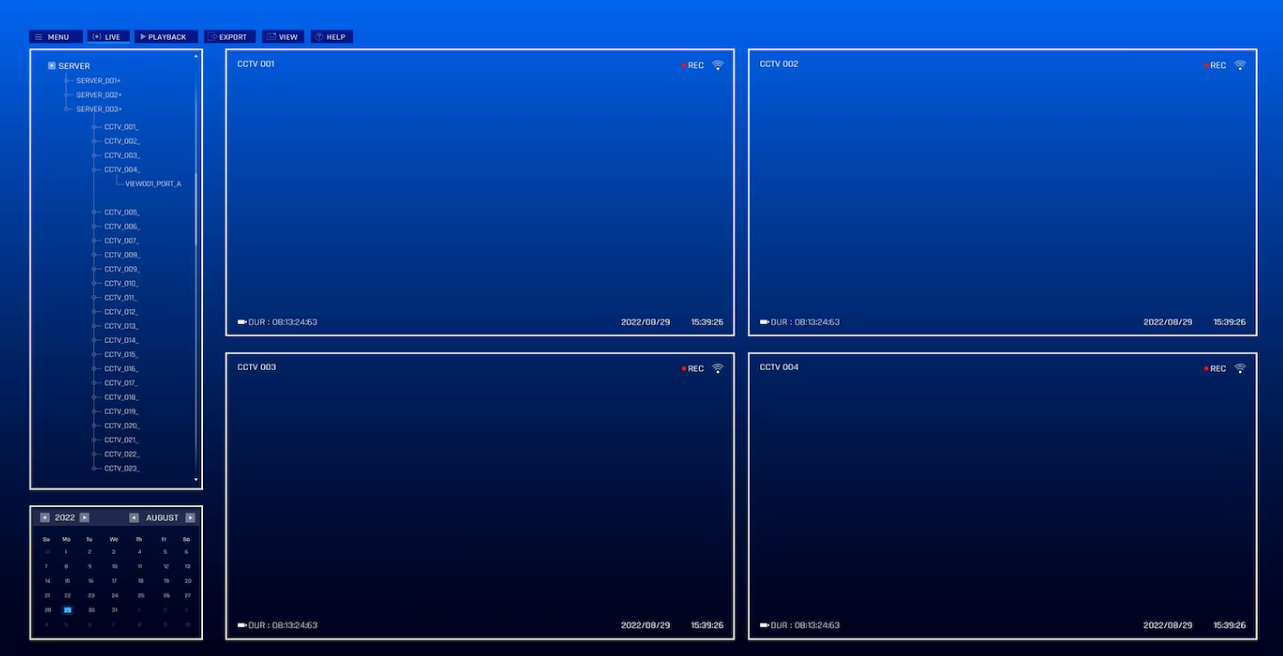 MENU LIVE PLAYBACK EXPORT VIEW HELP
SERVER
SERVER_001+
SERVER_002+
SERVER_003+
CCTV_001_
CCTV_002_
CCTV_003_
CCTV_004_
VIEW001_PORT_A
CCTV_005_
CCTV_006_
CCTV_007_
CCTV_008_
CCTV_009_
CCTV_010_
CCTV_011_
CCTV_012_
CCTV_013_
CCTV_014_
CCTV_015_
CCTV_016_
CCTV_017_
CCTV_018_
CCTV_019_
CCTV_020_
CCTV_021_
CCTV_022_
CCTV_023_
2022 AUGUST
Su Mo Tu We Th Fr Sa
31 1 2 3 4 5 6
7 8 9 10 11 12 13
14 15 16 17 18 19 20
21 22 23 24 25 26 27
28 29 30 31 1 2 3
4 5 6 7 8 9 10
CCTV 001 REC
DUR : 08:13:24:63 2022/08/29 15:39:26
CCTV 002 REC
DUR : 08:13:24:63 2022/08/29 15:39:26
CCTV 003 REC
DUR : 08:13:24:63 2022/08/29 15:39:26
CCTV 004 REC
DUR : 08:13:24:63 2022/08/29 15:39:26